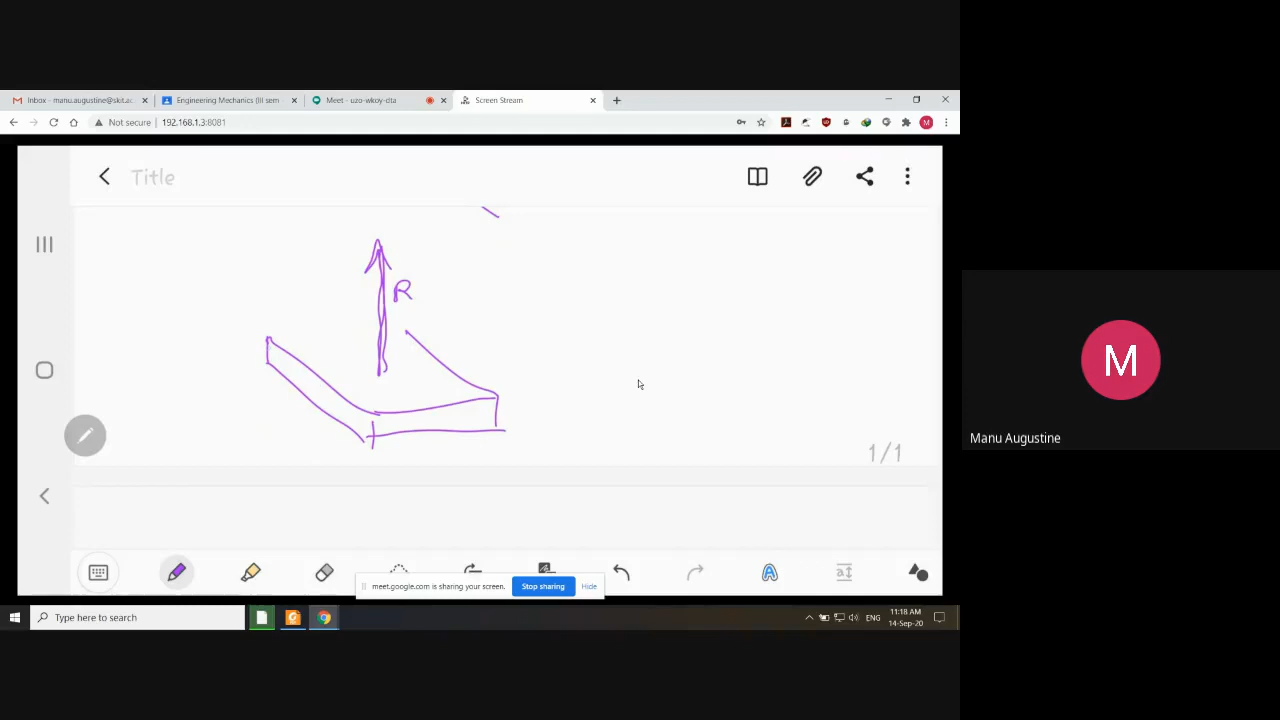 Inbox - manu.augustine@skit.ac
Engineering Mechanics (III sem
Meet - uzo-wkoy-dta
Screen Stream
Not secure
192.168.1.3:8081
Title
R
1/1
Manu Augustine
meet.google.com is sharing your screen.
Stop sharing
Hide
Type here to search
ENG
11:18 AM
14-Sep-20